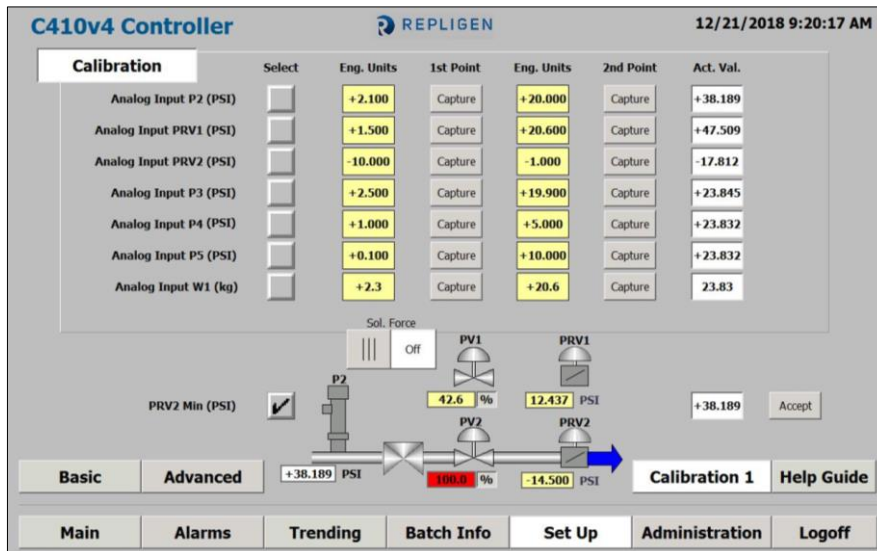 C410v4 Controller REPLIGEN 12/21/2018 9:20:17 AM
Calibration Select Eng. Units 1st Point Eng. Units 2nd Point Act. Val.
Analog Input P2 (PSI) +2.100 Capture +20.000 Capture +38.189
Analog Input PRV1 (PSI) +1.500 Capture +20.600 Capture +47.509
Analog Input PRV2 (PSI) -10.000 Capture -1.000 Capture -17.812
Analog Input P3 (PSI) +2.500 Capture +19.900 Capture +23.845
Analog Input P4 (PSI) +1.000 Capture +5.000 Capture +23.832
Analog Input P5 (PSI) +0.100 Capture +10.000 Capture +23.832
Analog Input W1 (kg) +2.3 Capture +20.6 Capture 23.83
Sol. Force
Off PV1 PRV1
P2
PRV2 Min (PSI) 42.6 % 12.437 PSI +38.189 Accept
PV2 PRV2
Basic Advanced +38.189 PSI 100.0 % -14.500 PSI Calibration 1 Help Guide
Main Alarms Trending Batch Info Set Up Administration Logoff